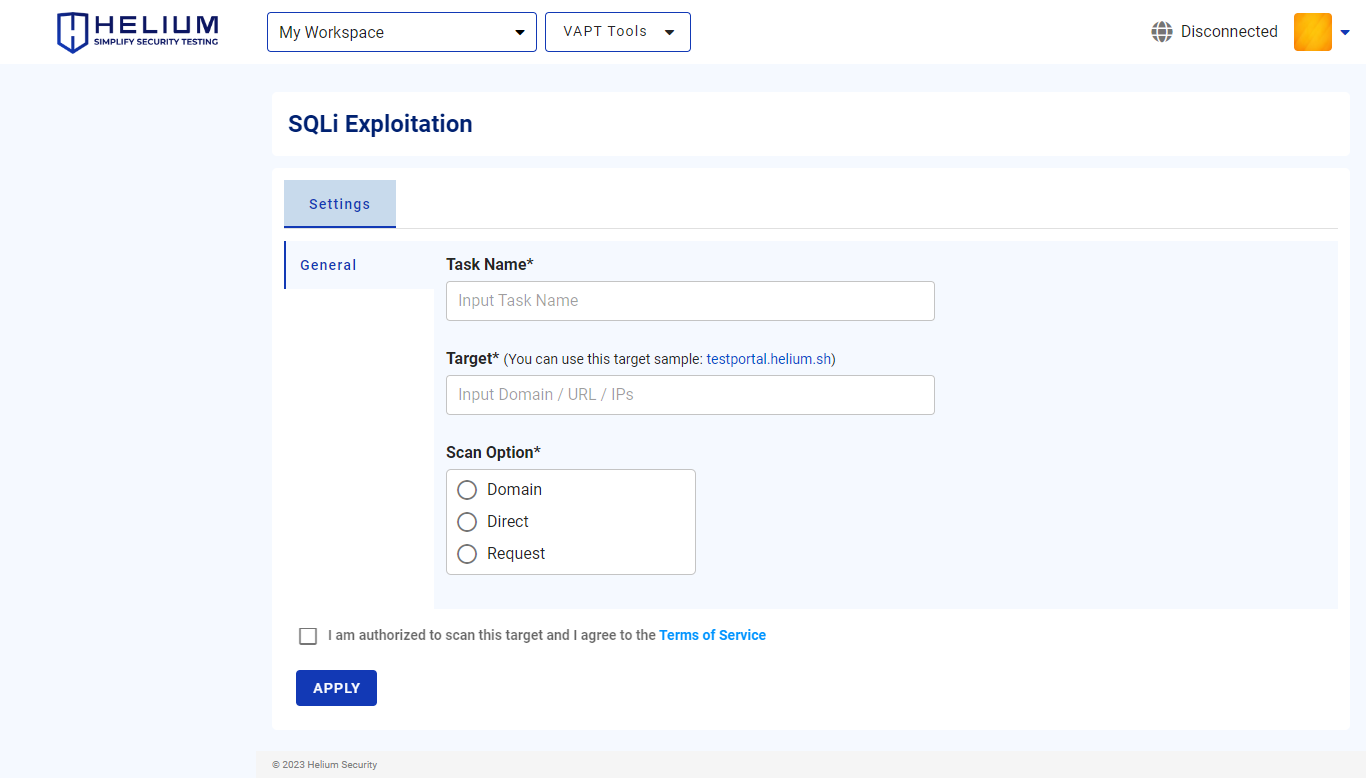 HELIUM
SIMPLIFY SECURITY TESTING
My Workspace
VAPT Tools
Disconnected
SQLi Exploitation
Settings
General
Task Name*
Input Task Name
Target* (You can use this target sample: testportal.helium.sh)
Input Domain / URL / IPs
Scan Option*
Domain
Direct
Request
I am authorized to scan this target and I agree to the Terms of Service
APPLY
© 2023 Helium Security